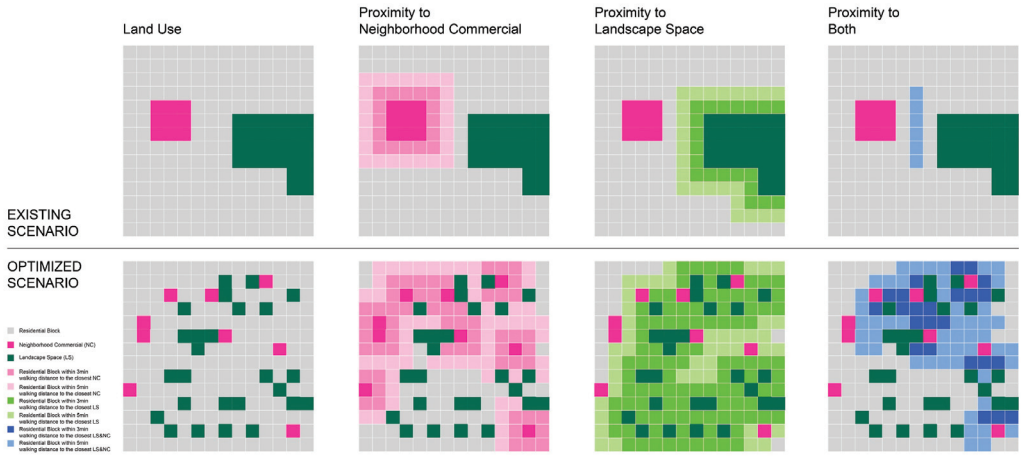 Land Use
Proximity to
Neighborhood Commercial
Proximity to
Landscape Space
Proximity to
Both
EXISTING
SCENARIO
OPTIMIZED
SCENARIO
Residential Block
Neighborhood Commercial (NC)
Landscape Space (LS)
Residential Block within 3min
walking distance to the closest NC
Residential Block within 5min
walking distance to the closest NC
Residential Block within 3min
walking distance to the closest LS
Residential Block within 5min
walking distance to the closest LS
Residential Block within 3min
walking distance to the closest LS&NC
Residential Block within 5min
walking distance to the closest LS&NC